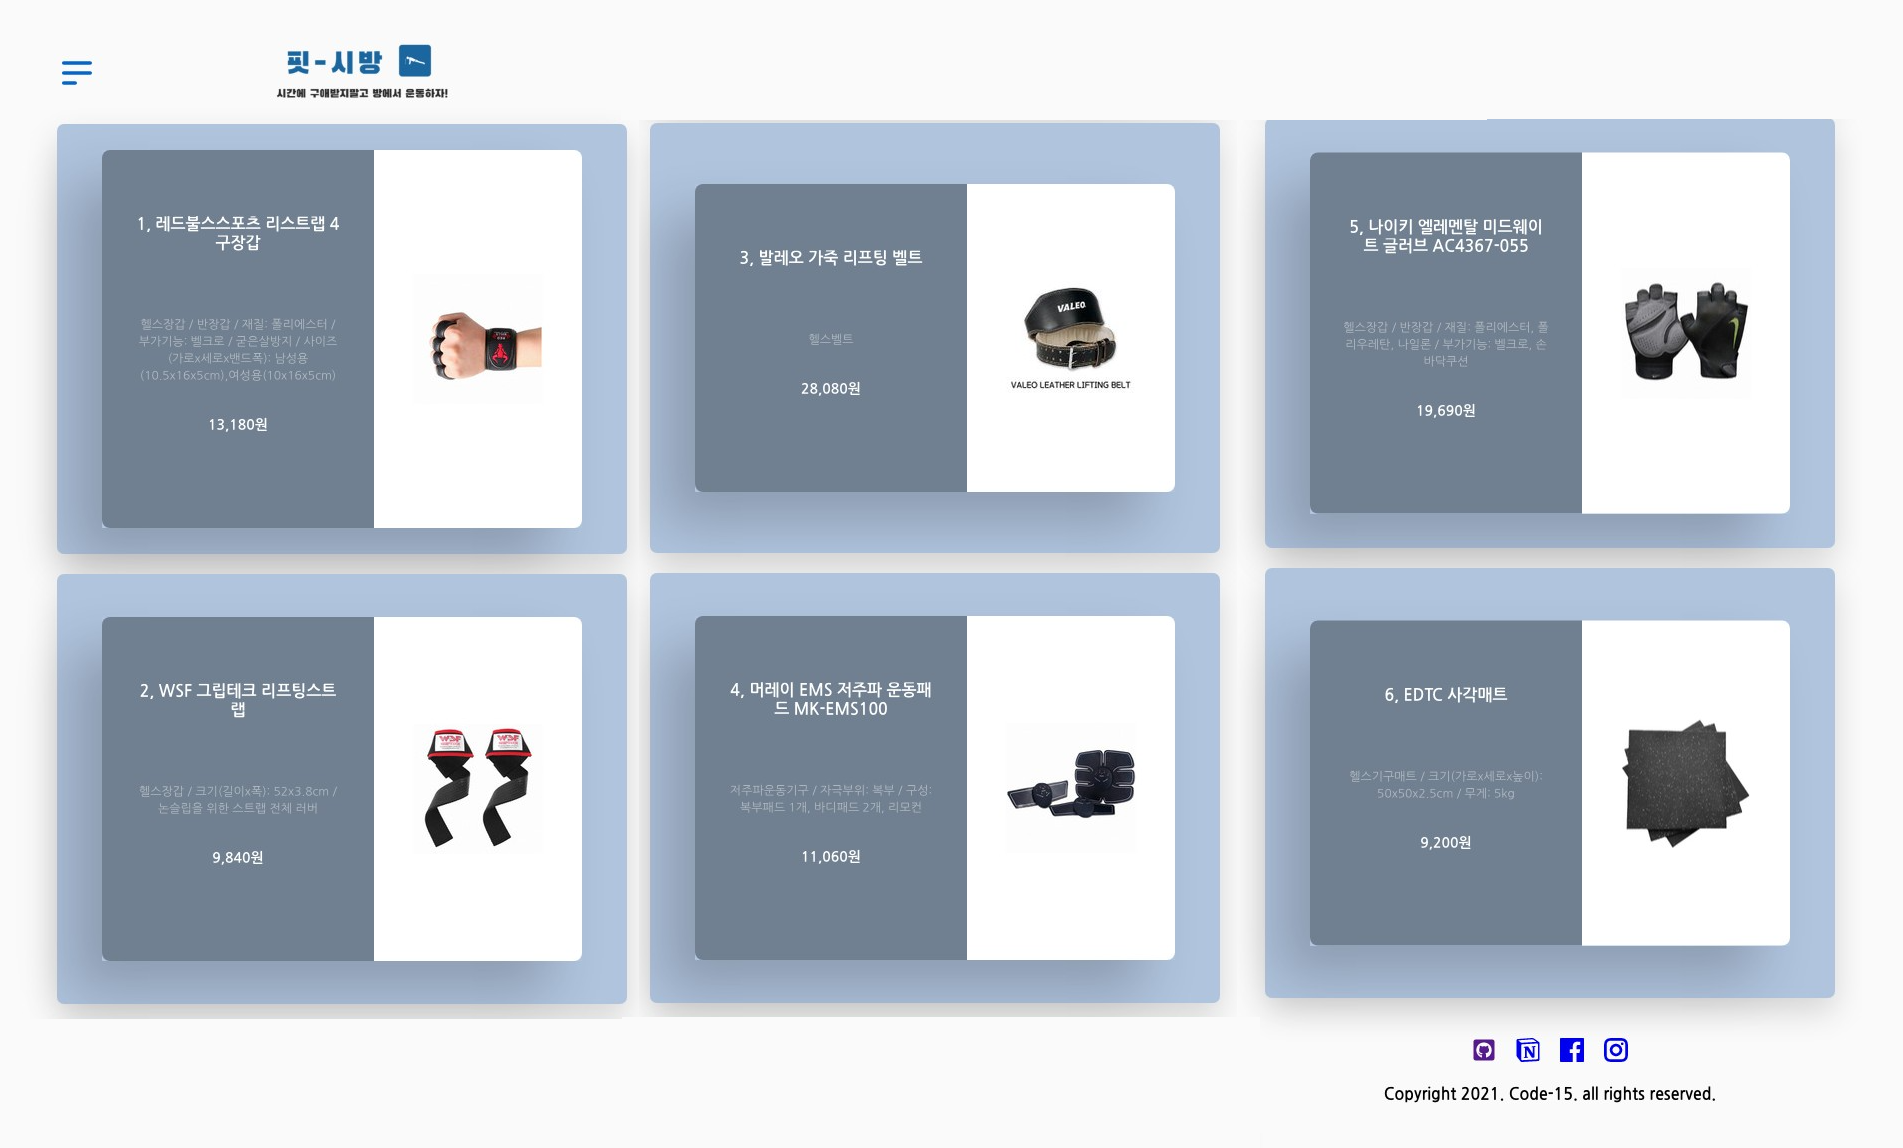 핏-시방
시간에 구애받지말고 방에서 운동하자!
1, 레드불스스포츠 리스트랩 4
구장갑
헬스장갑 / 반장갑 / 재질: 폴리에스터 /
부가기능: 벨크로 / 굳은살방지 / 사이즈
(가로x세로x밴드폭): 남성용
(10.5x16x5cm),여성용(10x16x5cm)
13,180원
2, WSF 그립테크 리프팅스트
랩
헬스장갑 / 크기(길이x폭): 52x3.8cm /
논슬립을 위한 스트랩 전체 러버
9,840원
WSF
WSF
3, 발레오 가죽 리프팅 벨트
헬스벨트
28,080원
VALEO
VALEO LEATHER LIFTING BELT
4, 머레이 EMS 저주파 운동패
드 MK-EMS100
저주파운동기구 / 자극부위: 복부 / 구성:
복부패드 1개, 바디패드 2개, 리모컨
11,060원
5, 나이키 엘레멘탈 미드웨이
트 글러브 AC4367-055
헬스장갑 / 반장갑 / 재질: 폴리에스터, 폴
리우레탄, 나일론 / 부가기능: 벨크로, 손
바닥쿠션
19,690원
6, EDTC 사각매트
헬스기구매트 / 크기(가로x세로x높이):
50x50x2.5cm / 무게: 5kg
9,200원
Copyright 2021. Code-15. all rights reserved.